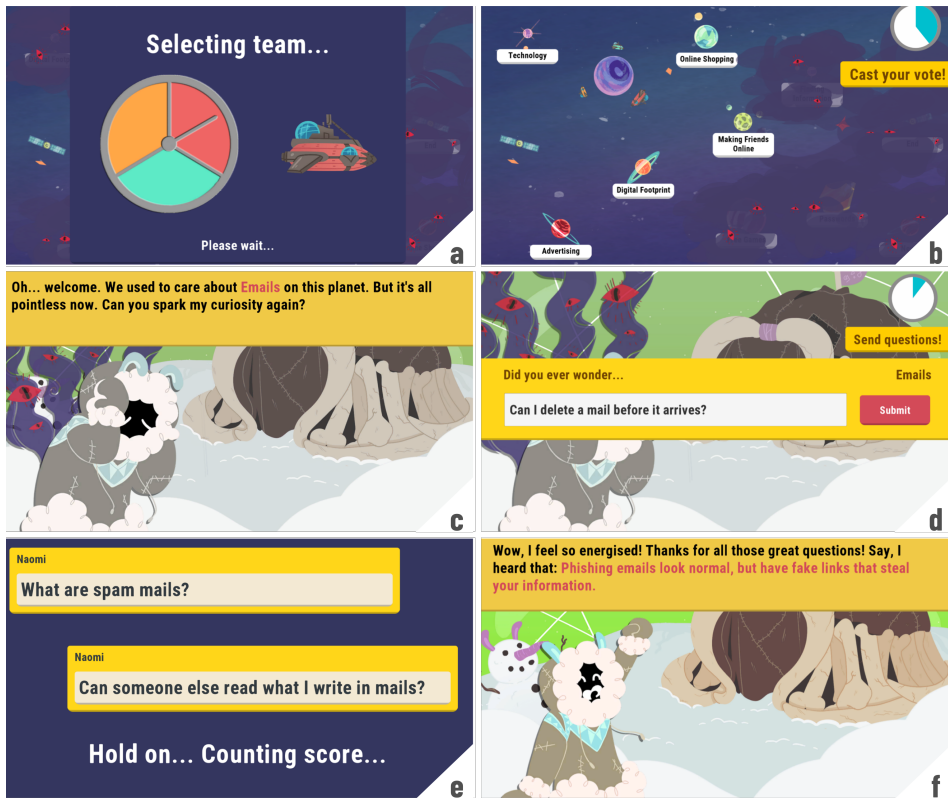 Selecting team...
Please wait...
a
Technology
Online Shopping
Cast your vote!
Making Friends
Online
Digital Footprint
Advertising
b
Oh... welcome. We used to care about Emails on this planet. But it's all
pointless now. Can you spark my curiosity again?
c
Send questions!
Did you ever wonder...
Emails
Can I delete a mail before it arrives?
Submit
d
Naomi
What are spam mails?
Naomi
Can someone else read what I write in mails?
Hold on... Counting score...
e
Wow, I feel so energised! Thanks for all those great questions! Say, I
heard that: Phishing emails look normal, but have fake links that steal
your information.
f